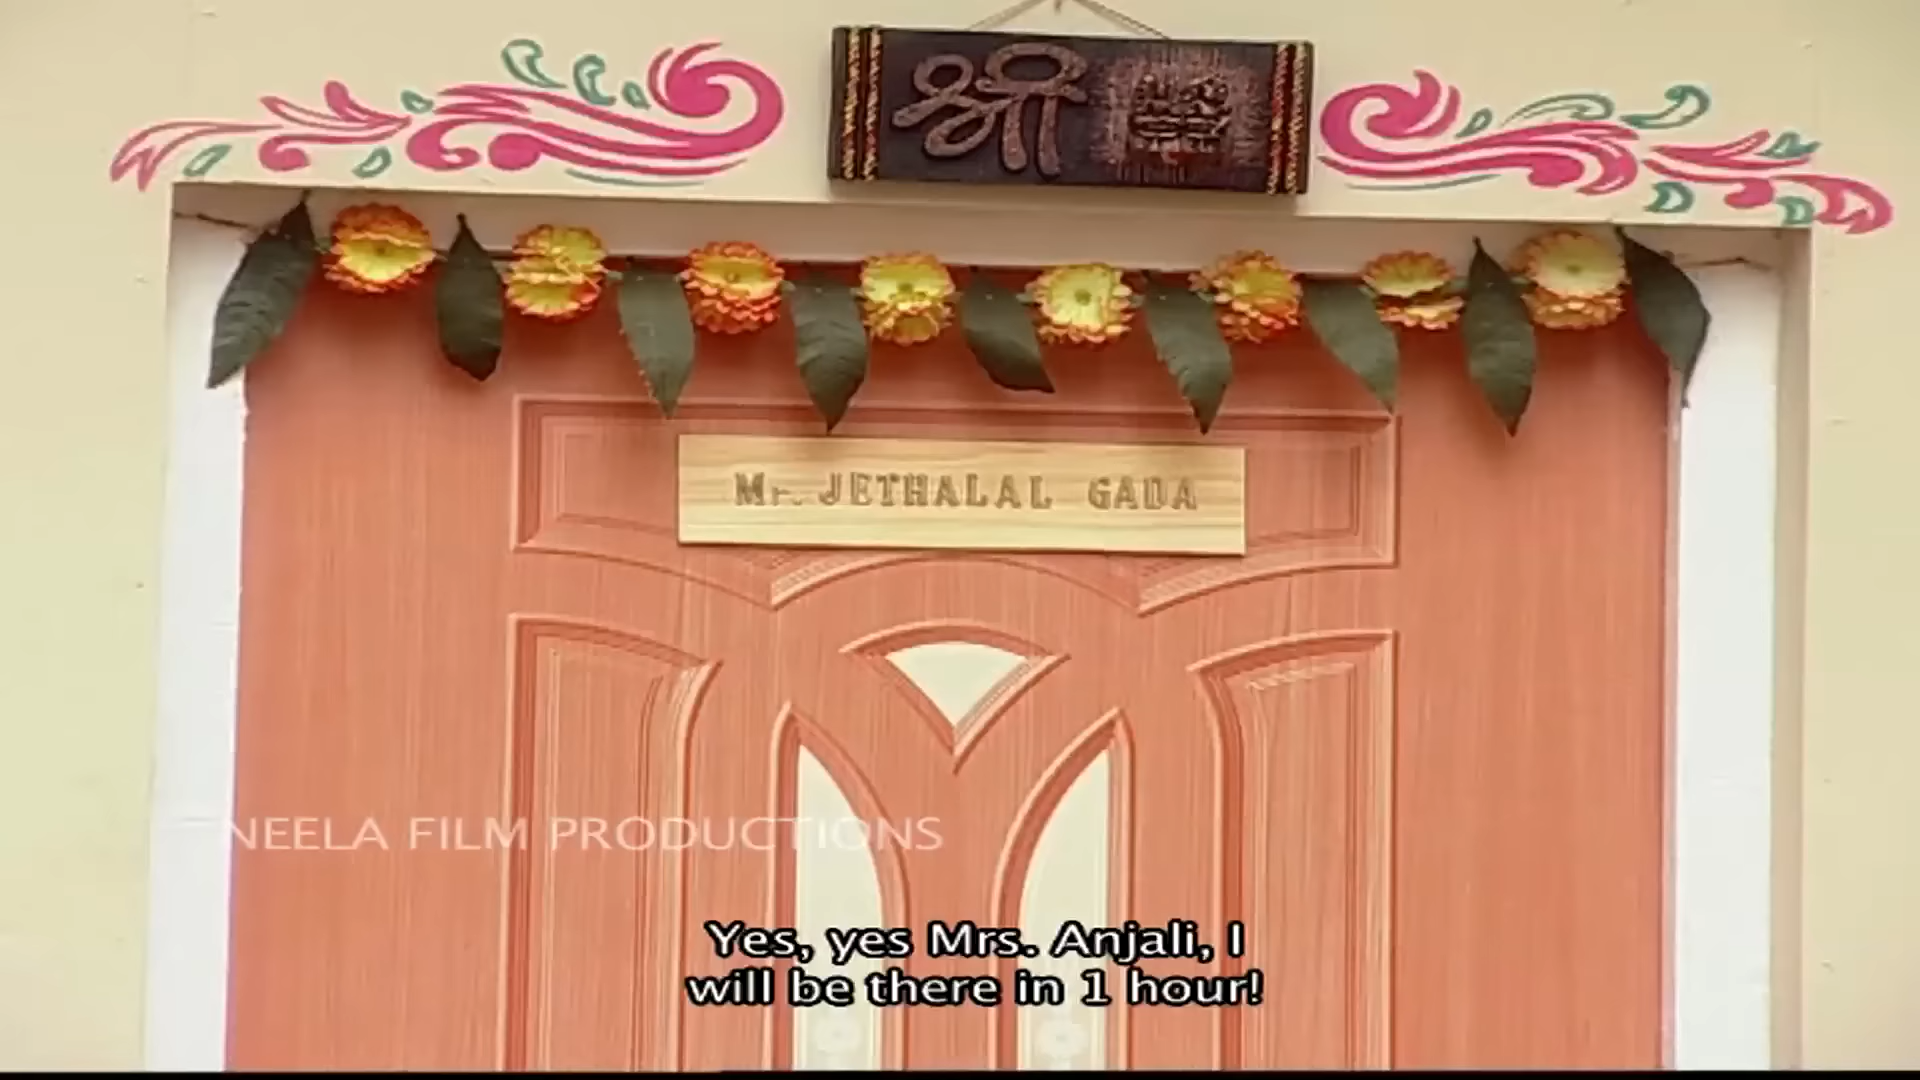 श्री
Mr. JETHALAL GADA
NEELA FILM PRODUCTIONS
Yes, yes Mrs. Anjali, I
will be there in 1 hour!